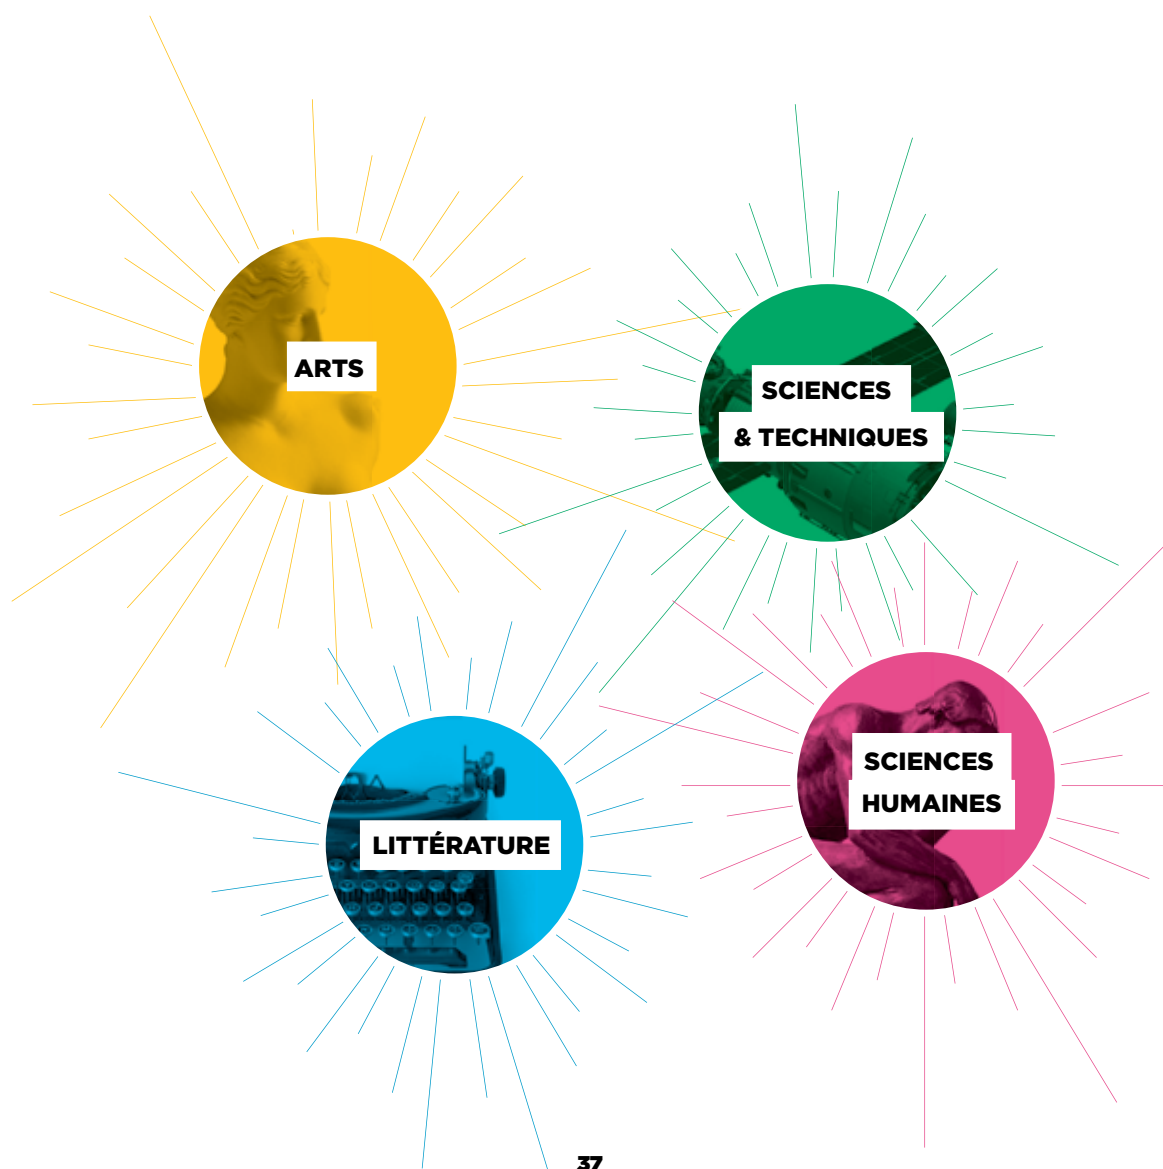 ARTS
SCIENCES
& TECHNIQUES
SCIENCES
HUMAINES
LITTÉRATURE
37